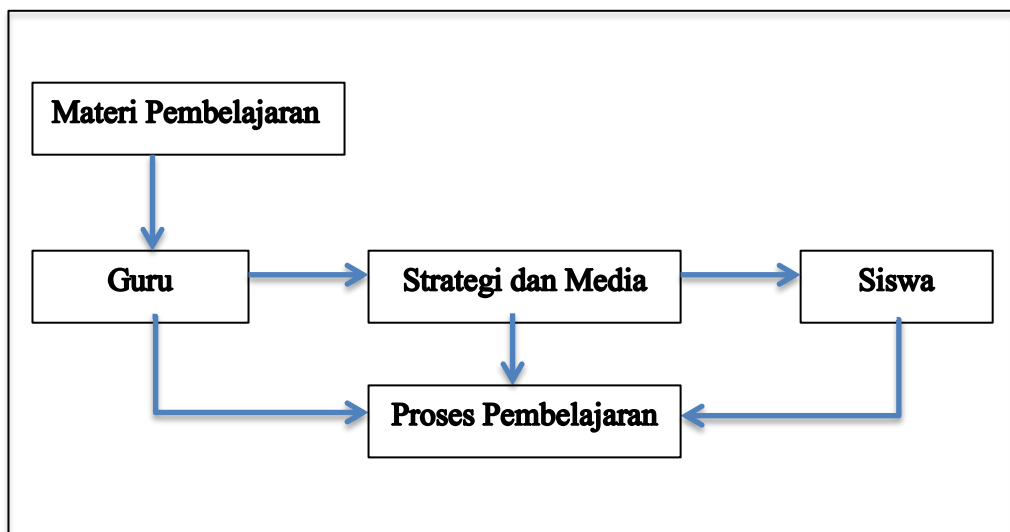 Materi Pembelajaran
Guru
Strategi dan Media
Siswa
Proses Pembelajaran